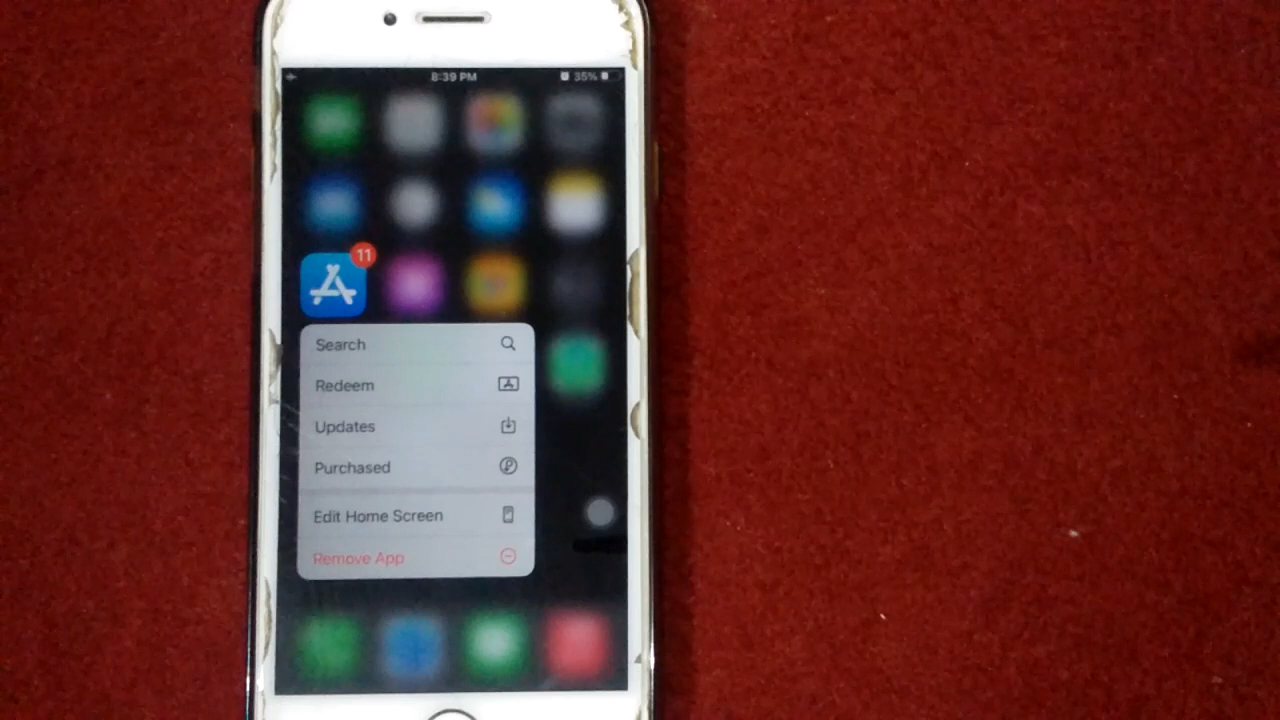 8:39 PM
35%
11
Search
Redeem
Updates
Purchased
Edit Home Screen
Remove App